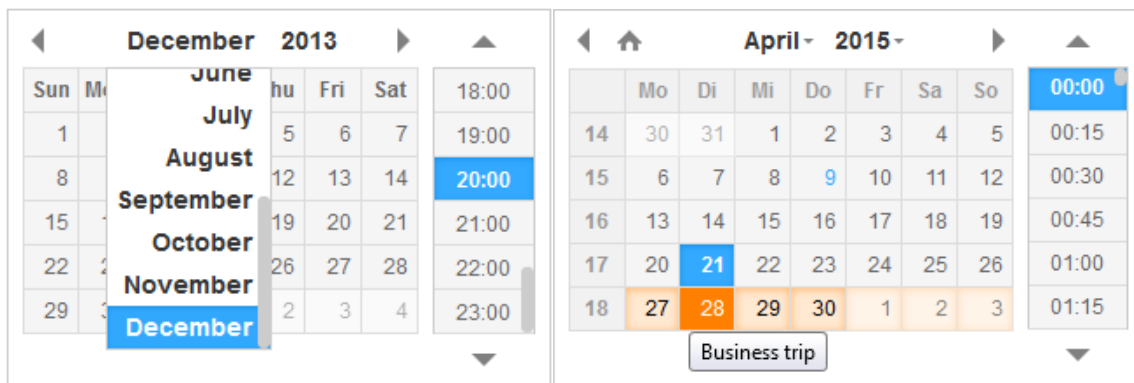 December 2013
Sun Mo hu Fri Sat
1 5 6 7
8 12 13 14
15 19 20 21
22 26 27 28
29 2 3 4
June
July
August
September
October
November
December
18:00
19:00
20:00
21:00
22:00
23:00
April 2015
Mo Di Mi Do Fr Sa So
14 30 31 1 2 3 4 5
15 6 7 8 9 10 11 12
16 13 14 15 16 17 18 19
17 20 21 22 23 24 25 26
18 27 28 29 30 1 2 3
Business trip
00:00
00:15
00:30
00:45
01:00
01:15